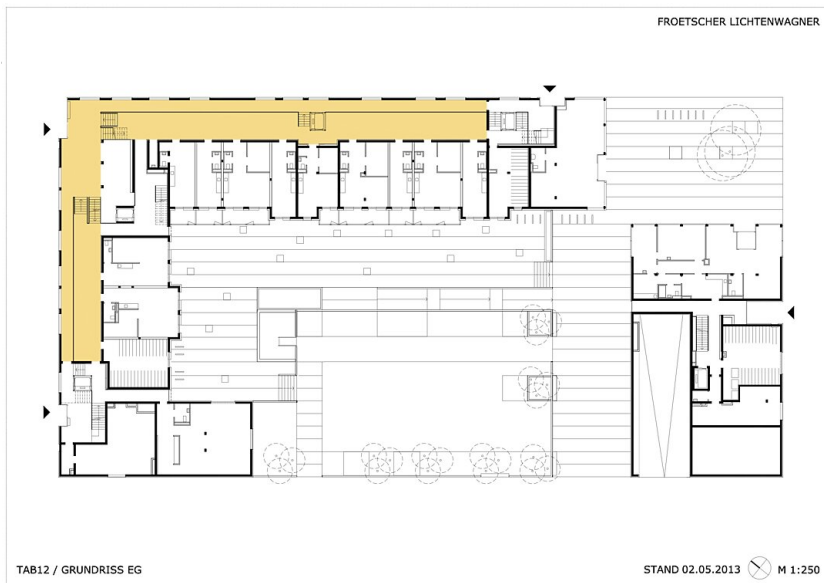 FROETSCHER LICHTENWAGNER
TAB12 / GRUNDRISS EG
STAND 02.05.2013 M 1:250